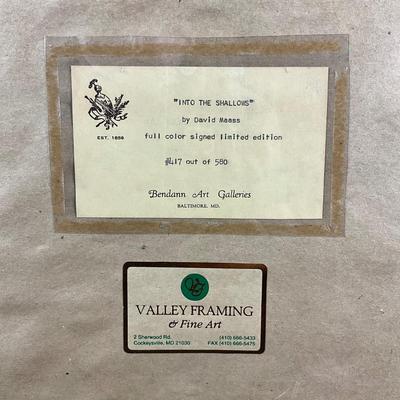 "INTO THE SHALLOWS"
by David Maass
full color signed limited edition
EST. 1856
#417 out of 580
Bendann Art Galleries
BALTIMORE, MD.
VALLEY FRAMING
& Fine Art
2 Sherwood Rd. (410) 666-5433
Cockeysville, MD 21030 FAX (410) 666-5475